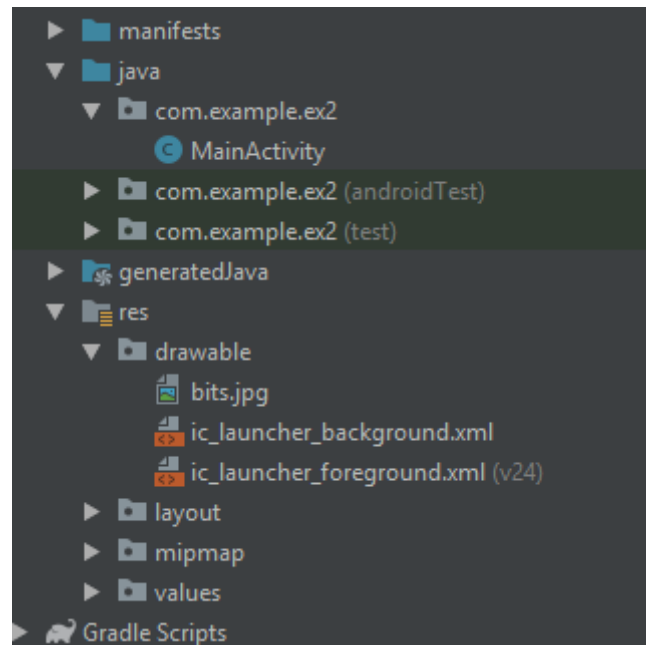 manifests
java
com.example.ex2
C MainActivity
com.example.ex2 (androidTest)
com.example.ex2 (test)
generatedJava
res
drawable
bits.jpg
ic_launcher_background.xml
ic_launcher_foreground.xml (v24)
layout
mipmap
values
Gradle Scripts